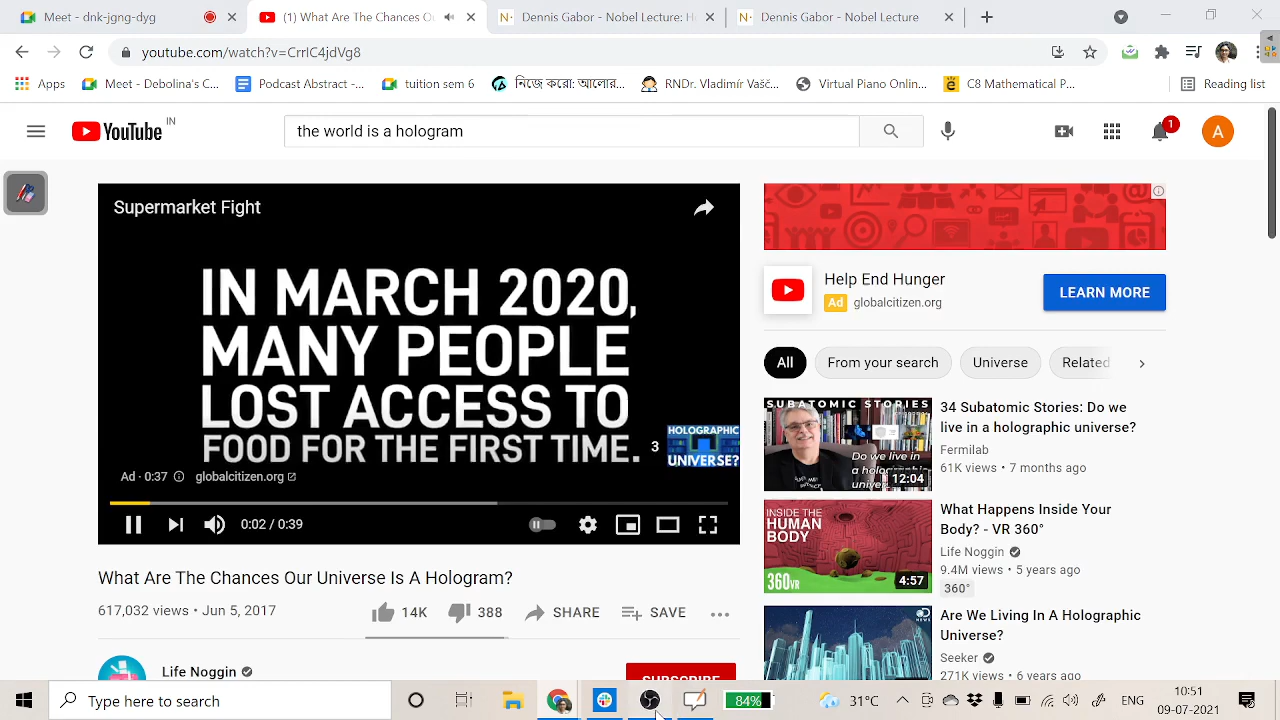 dnk-jgmg-dyg
(1) What Are The Chances O
Dennis Gabor - Nobel Lecture: H
Dennis Gabor - Nobel Lecture
youtube.com/watch?v=CrrlC4jdVg8
Apps
Meet - Debolina's C...
Podcast Abstract -...
tuition sem 6
নিজে করো: আলোর...
RNDr. Vladimír Vašč...
Virtual Piano Onlin...
C8 Mathematical P...
Reading list
YouTube IN
the world is a hologram
1
A
Supermarket Fight
IN MARCH 2020,
MANY PEOPLE
LOST ACCESS TO
FOOD FOR THE FIRST TIME.
3
HOLOGRAPHIC
UNIVERSE?
Ad · 0:37
globalcitizen.org
0:02 / 0:39
What Are The Chances Our Universe Is A Hologram?
617,032 views • Jun 5, 2017
14K
388
SHARE
SAVE
Life Noggin
SUBSCRIBE
Help End Hunger
Ad globalcitizen.org
LEARN MORE
All
From your search
Universe
Related
SUBATOMIC STORIES
Do we
live in a
12:04
34 Subatomic Stories: Do we
live in a holographic universe?
Fermilab
61K views • 7 months ago
INSIDE THE
HUMAN
BODY
360VR
4:57
What Happens Inside Your
Body? - VR 360°
Life Noggin
9.4M views • 5 years ago
360°
Are We Living In A Holographic
Universe?
Seeker
271K views • 6 years ago
Type here to search
84%
31°C
ENG
10:51
09-07-2021